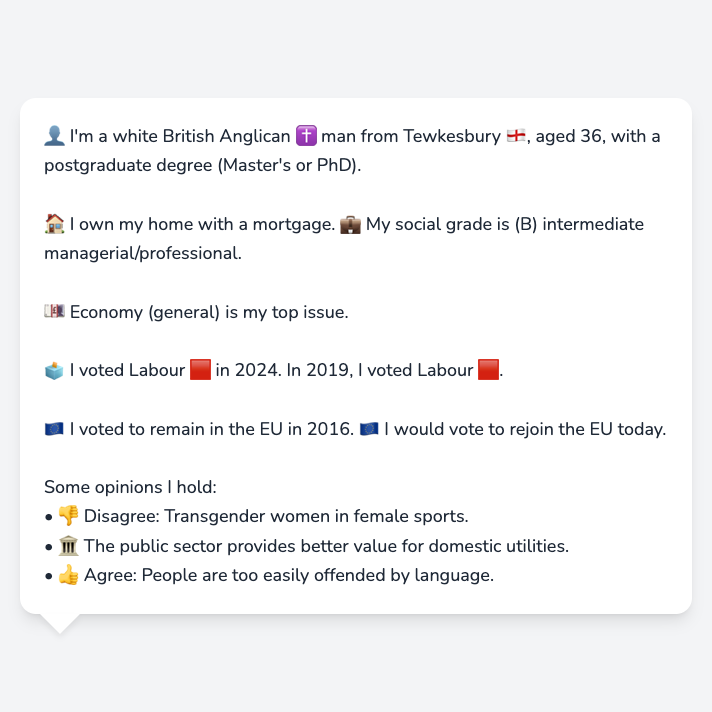 👤 I'm a white British Anglican ✝️ man from Tewkesbury 🏴󠁧󠁢󠁥󠁮󠁧󠁿, aged 36, with a
postgraduate degree (Master's or PhD).
🏠 I own my home with a mortgage. 💼 My social grade is (B) intermediate
managerial/professional.
💷 Economy (general) is my top issue.
🗳️ I voted Labour 🟥 in 2024. In 2019, I voted Labour 🟥.
🇪🇺 I voted to remain in the EU in 2016. 🇪🇺 I would vote to rejoin the EU today.
Some opinions I hold:
• 👎 Disagree: Transgender women in female sports.
• 🏛️ The public sector provides better value for domestic utilities.
• 👍 Agree: People are too easily offended by language.